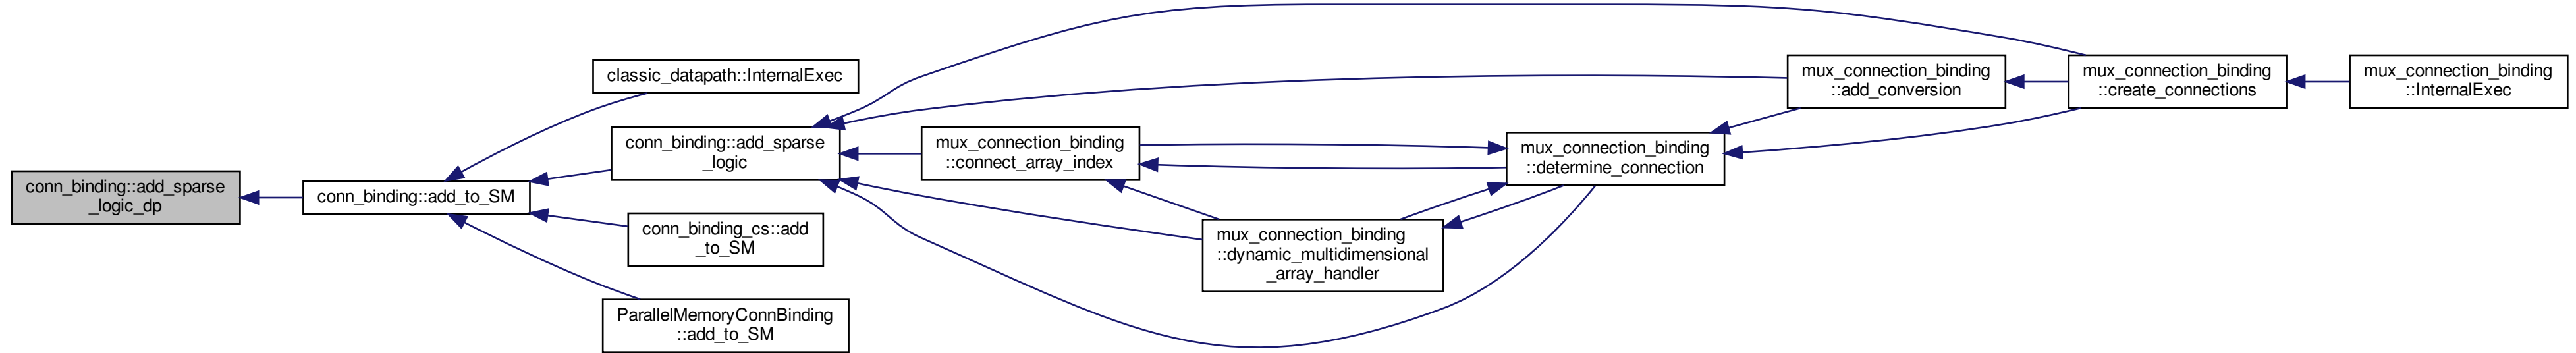 conn_binding::add_sparse
_logic_dp
conn_binding::add_to_SM
classic_datapath::InternalExec
conn_binding::add_sparse
_logic
conn_binding_cs::add
_to_SM
ParallelMemoryConnBinding
::add_to_SM
mux_connection_binding
::connect_array_index
mux_connection_binding
::dynamic_multidimensional
_array_handler
mux_connection_binding
::determine_connection
mux_connection_binding
::add_conversion
mux_connection_binding
::create_connections
mux_connection_binding
::InternalExec